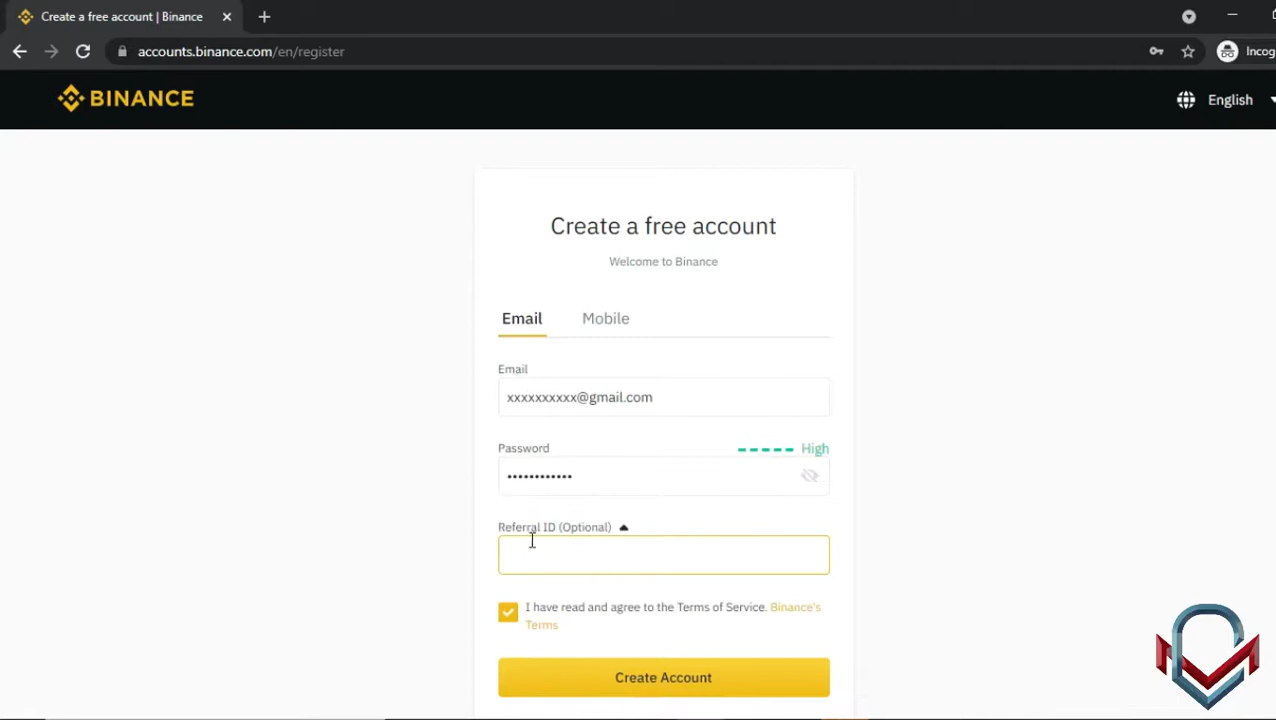 Create a free account | Binance
accounts.binance.com/en/register
Incog
BINANCE
English
Create a free account
Welcome to Binance
Email Mobile
Email
xxxxxxxxxx@gmail.com
Password High
••••••••••••
Referral ID (Optional)
I have read and agree to the Terms of Service. Binance's
Terms
Create Account